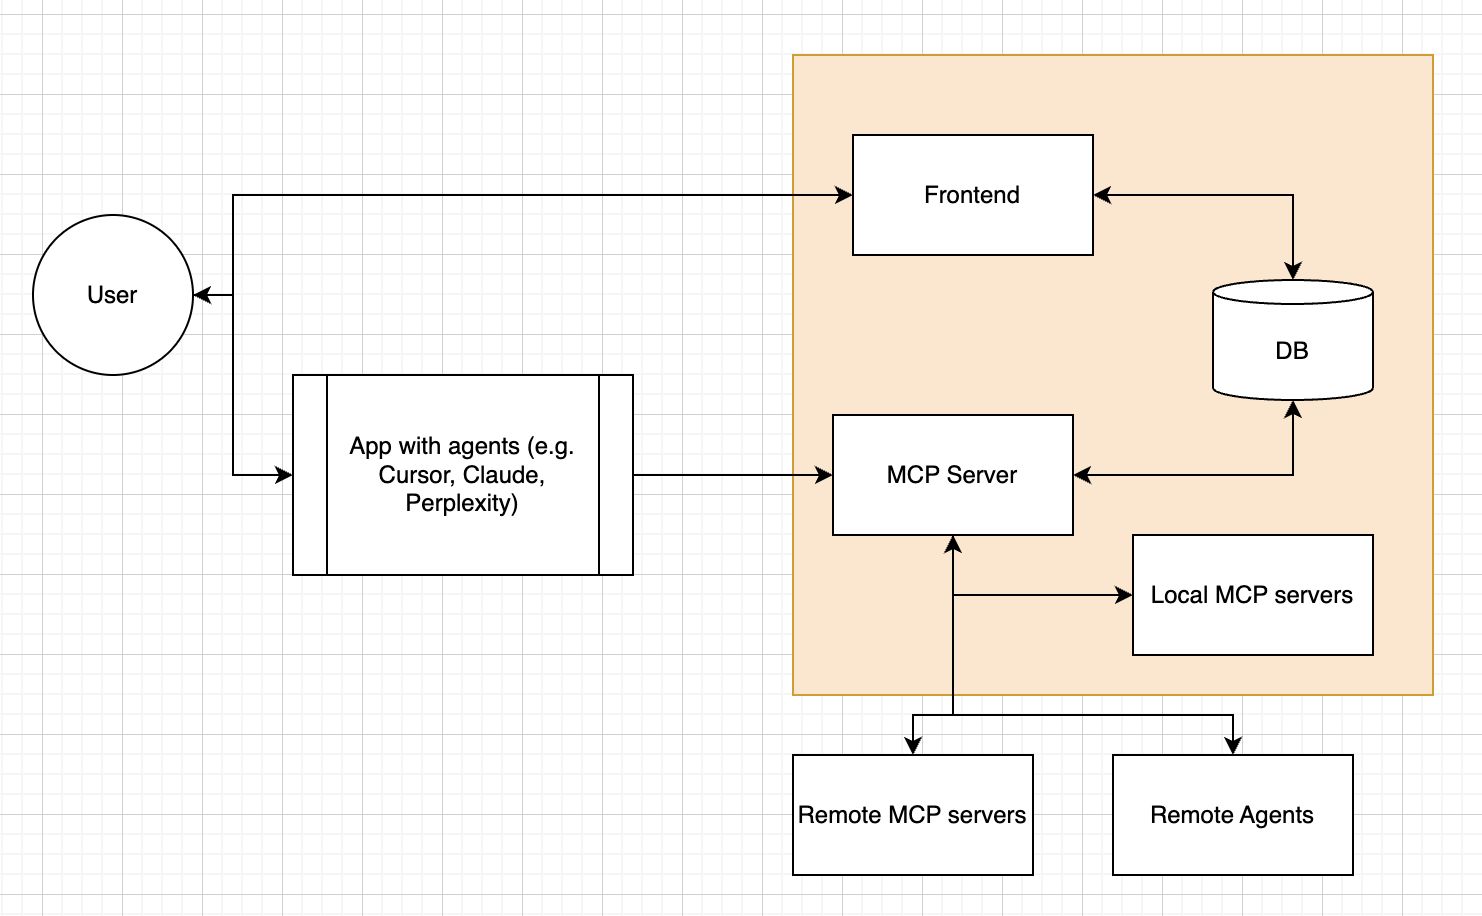 Frontend
User
DB
App with agents (e.g.
Cursor, Claude,
Perplexity)
MCP Server
Local MCP servers
Remote MCP servers
Remote Agents